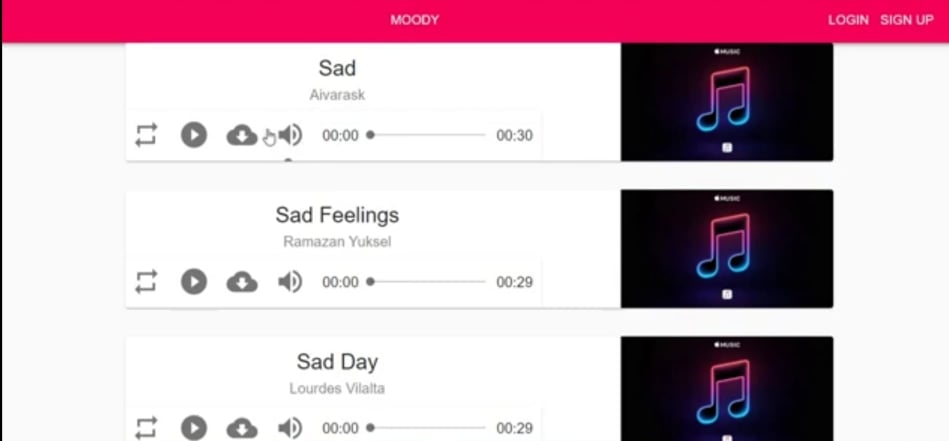 MOODY LOGIN SIGN UP
Sad
Aivarask
00:00 00:30
MUSIC
Sad Feelings
Ramazan Yuksel
00:00 00:29
MUSIC
Sad Day
Lourdes Vilalta
00:00 00:29
MUSIC